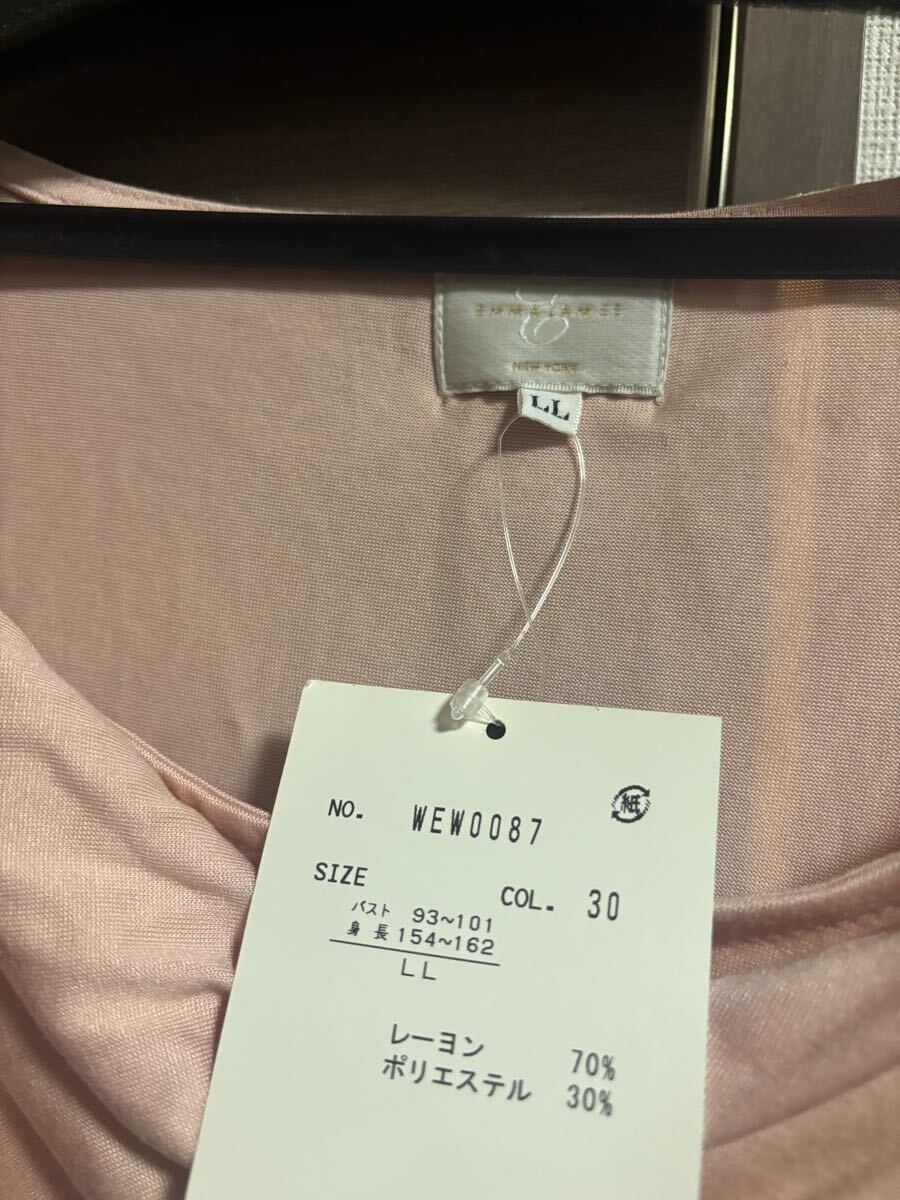 EMMAJAMES
NEW YORK
LL
紙
NO. WEW0087
SIZE
COL. 30
バスト 93~101
身長 154~162
LL
レーヨン 70%
ポリエステル 30%